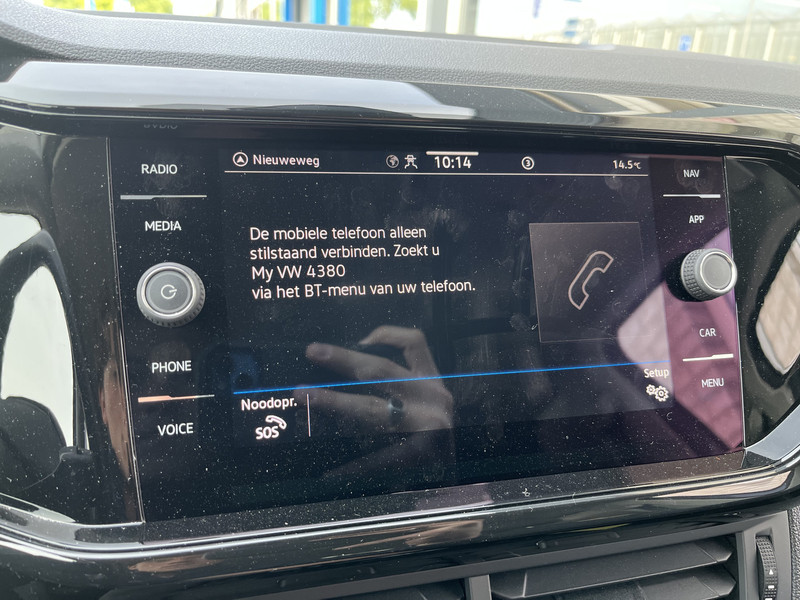 Nieuweweg 10:14 3 14.5°C
RADIO
MEDIA
PHONE
VOICE
De mobiele telefoon alleen
stilstaand verbinden. Zoekt u
My VW 4380
via het BT-menu van uw telefoon.
Noodopr.
SOS
Setup
NAV
APP
CAR
MENU